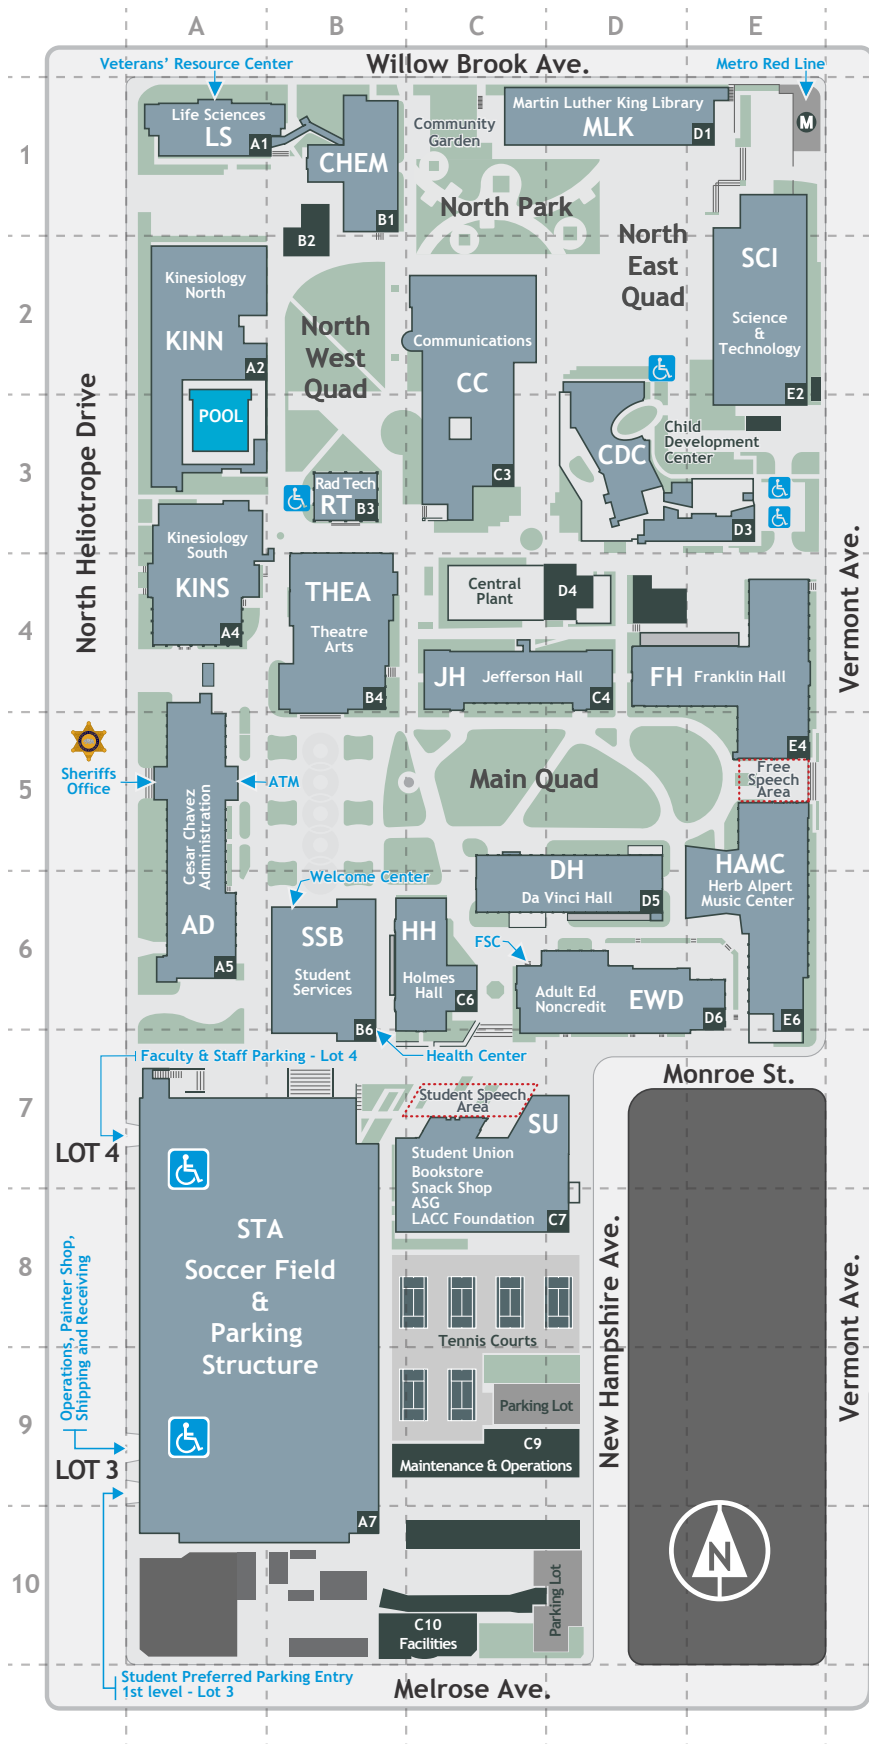 A B C D E
Willow Brook Ave.
Veterans' Resource Center
Metro Red Line
1
Life Sciences
LS
A1
CHEM
B1
B2
Community
Garden
Martin Luther King Library
MLK
D1
M
North Park
North
East
Quad
SCI
Science
&
Technology
E2
2
Kinesiology
North
KINN
A2
POOL
North
West
Quad
Communications
CC
C3
North Heliotrope Drive
3
Rad Tech
RT
B3
CDC
Child
Development
Center
D3
Vermont Ave.
Kinesiology
South
KINS
A4
4
THEA
Theatre
Arts
B4
Central
Plant
D4
JH
Jefferson Hall
C4
FH
Franklin Hall
E4
Free
Speech
Area
5
Sheriffs
Office
ATM
Cesar Chavez
Administration
AD
A5
Main Quad
DH
Da Vinci Hall
D5
HAMC
Herb Alpert
Music Center
E6
Welcome Center
6
SSB
Student
Services
B6
HH
Holmes
Hall
C6
FSC
Adult Ed
Noncredit
EWD
D6
Faculty & Staff Parking - Lot 4
Health Center
Monroe St.
7
LOT 4
Student Speech
Area
SU
Student Union
Bookstore
Snack Shop
ASG
LACC Foundation
C7
8
STA
Soccer Field
&
Parking
Structure
A7
Operations, Painter Shop,
Shipping and Receiving
Tennis Courts
New Hampshire Ave.
Vermont Ave.
9
LOT 3
Parking Lot
C9
Maintenance & Operations
10
C10
Facilities
Parking Lot
N
Student Preferred Parking Entry
1st level - Lot 3
Melrose Ave.